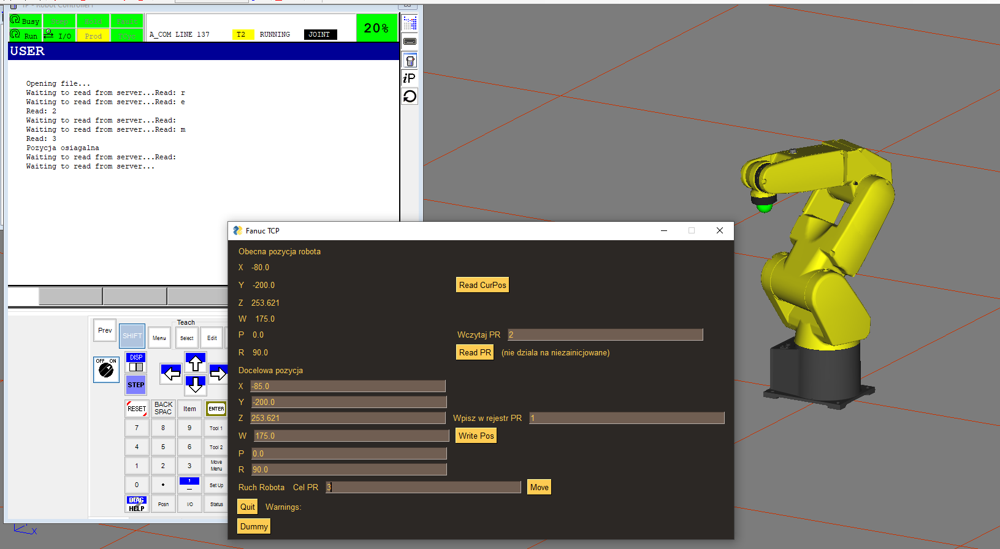 TP - Robot Controller1
Busy Step Hold Fault
Run I/O Prod TCyc
A_COM LINE 137 T2 RUNNING JOINT 20%
USER
iP
Opening file...
Waiting to read from server...Read: r
Waiting to read from server...Read: e
Read: 2
Waiting to read from server...Read:
Waiting to read from server...Read: m
Read: 3
Pozycja osiagalna
Waiting to read from server...Read:
Waiting to read from server...
Prev
SHIFT
Menu
Teach
Select
Edit
OFF ON
DISP
STEP
RESET
BACK SPAC
Item
ENTER
7 8 9 Tool 1
4 5 6 Tool 2
1 2 3 Move Menu
0 . , _ Set Up
DIAG HELP
Posn
I/O
Status
X
Fanuc TCP
Obecna pozycja robota
X -80.0
Y -200.0 Read CurPos
Z 253.621
W 175.0
P 0.0 Wczytaj PR 2
R 90.0 Read PR (nie dziala na niezainicjowane)
Docelowa pozycja
X -85.0
Y -200.0
Z 253.621 Wpisz w rejestr PR 1
W 175.0 Write Pos
P 0.0
R 90.0
Ruch Robota Cel PR 3 Move
Quit Warnings:
Dummy